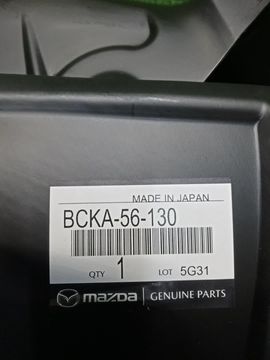 MADE IN JAPAN
BCKA-56-130
QTY 1 LOT 5G31
mazda GENUINE PARTS